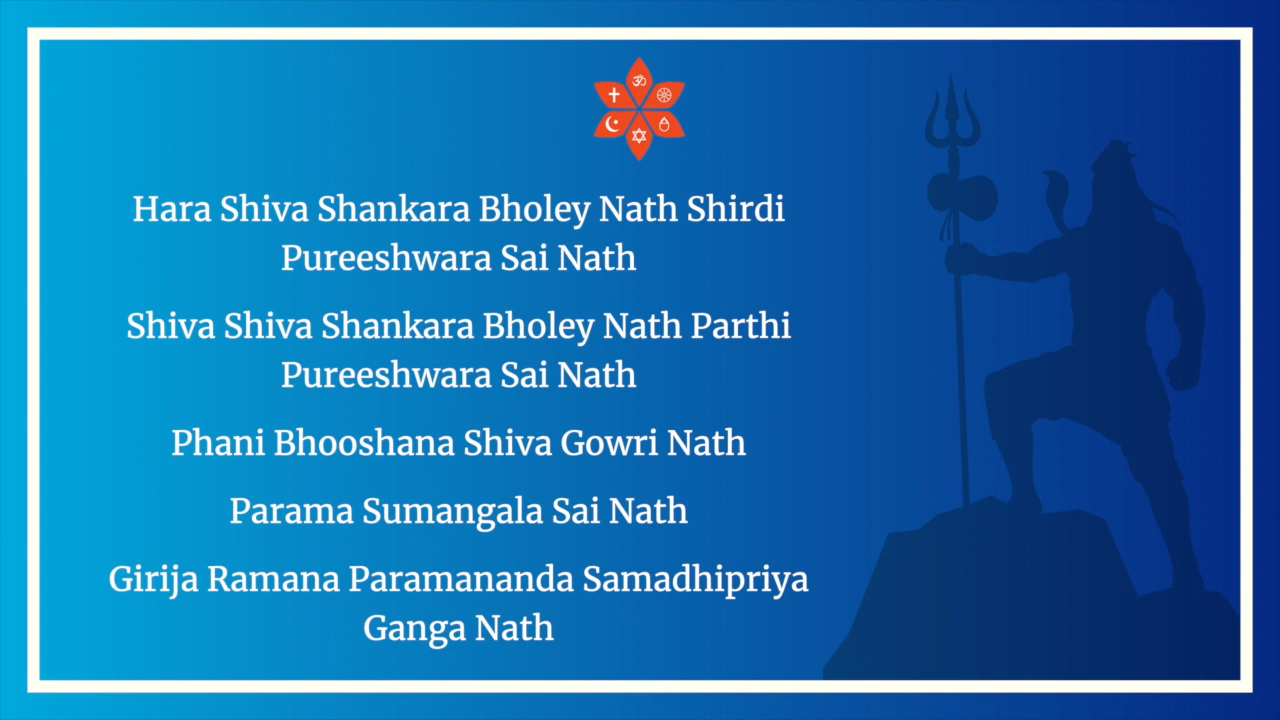 Hara Shiva Shankara Bholey Nath Shirdi
Pureeshwara Sai Nath
Shiva Shiva Shankara Bholey Nath Parthi
Pureeshwara Sai Nath
Phani Bhooshana Shiva Gowri Nath
Parama Sumangala Sai Nath
Girija Ramana Paramananda Samadhipriya
Ganga Nath